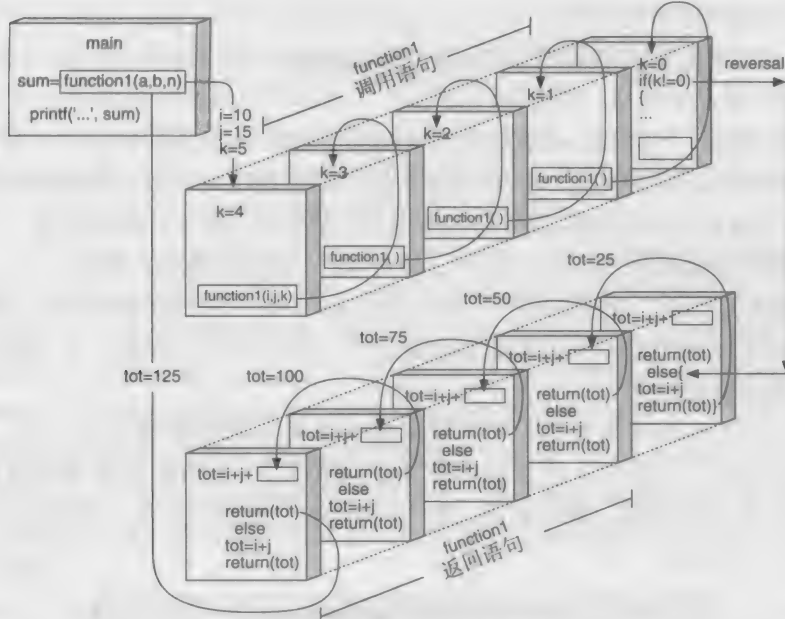 main
sum=function1(a,b,n)
printf('...', sum)
i=10
j=15
k=5
function1
调用语句
k=4
function1(i,j,k)
k=3
function1( )
k=2
function1( )
k=1
function1( )
k=0
if(k!=0)
{
...
reversal
tot=125
tot=100
tot=75
tot=50
tot=25
tot=i+j+
return(tot)
else
tot=i+j
return(tot)
tot=i+j+
return(tot)
else
tot=i+j
return(tot)
tot=i+j+
return(tot)
else
tot=i+j
return(tot)
tot=i+j+
return(tot)
else
tot=i+j
return(tot)
tot=i+j+
return(tot)
else{
tot=i+j
return(tot)}
function1
返回语句